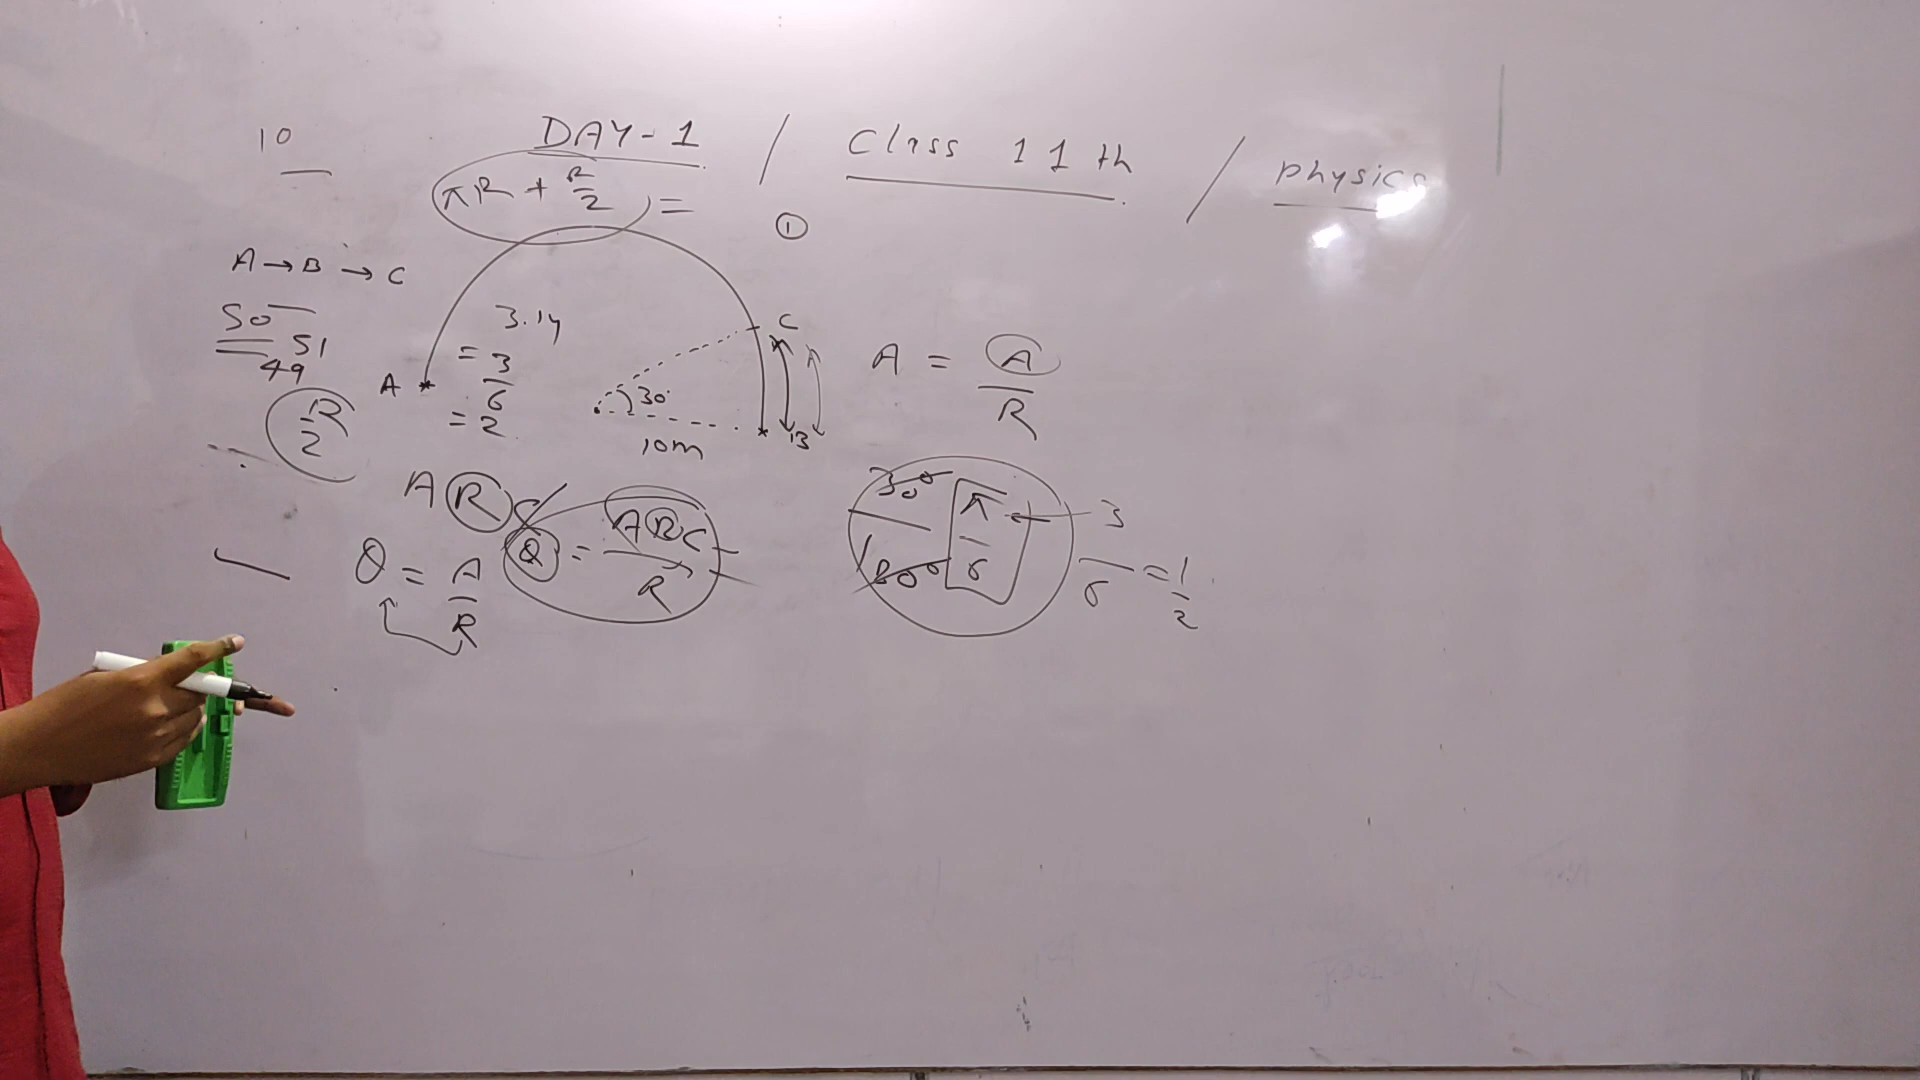 10
DAY-1 / Class 11th / physics
πR + R/2 =
①
A → B → C
50
51
49
R/2
A
3.14
= 3/6
= 2
C
30°
10m
B
A = A/R
ARC
θ = A/R
θ = ARC/R
30°/180° π/6
3/6 = 1/2